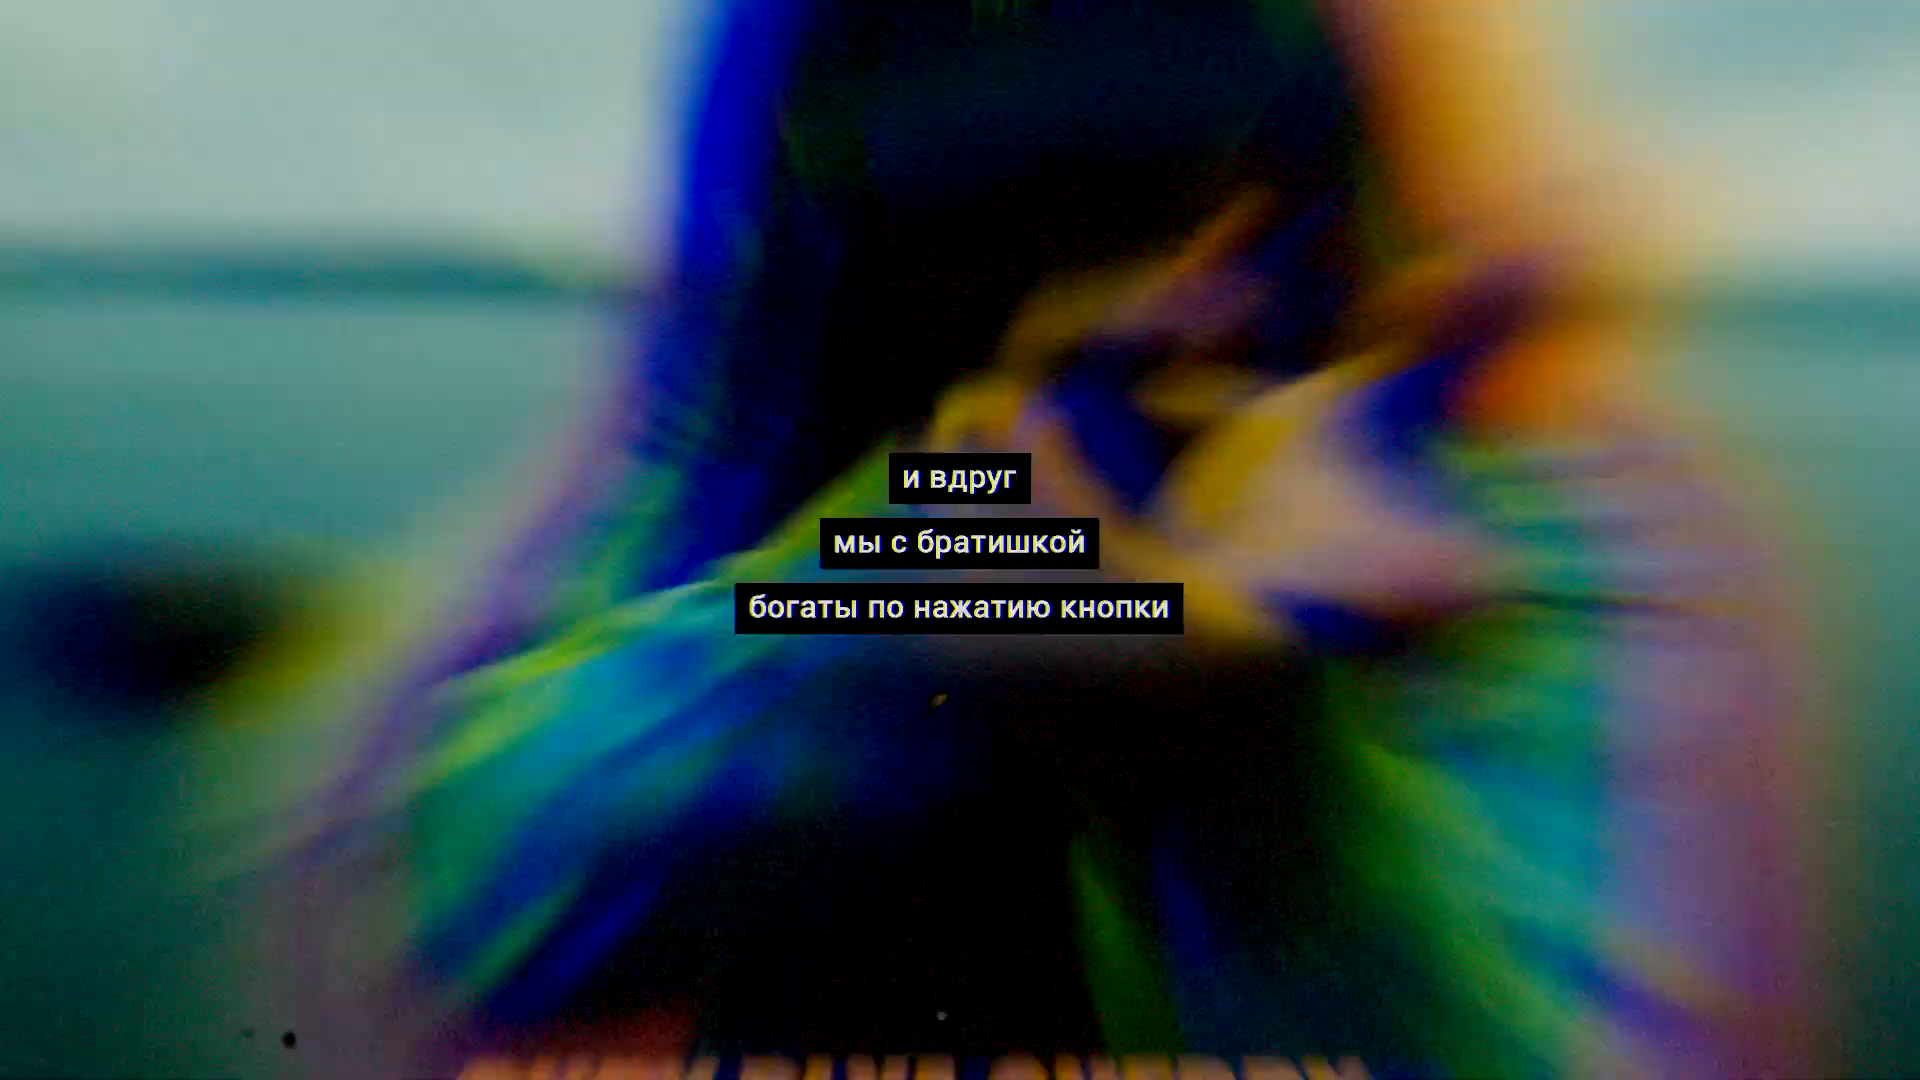 и вдруг
мы с братишкой
богаты по нажатию кнопки